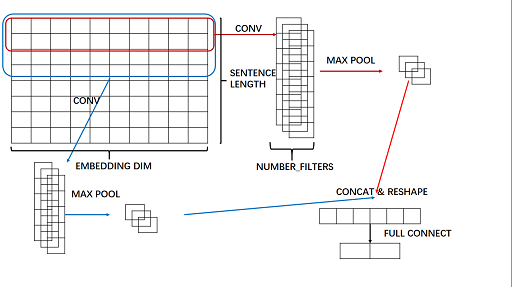 CONV
MAX POOL
SENTENCE
LENGTH
CONV
EMBEDDING DIM
NUMBER_FILTERS
MAX POOL
CONCAT & RESHAPE
FULL CONNECT